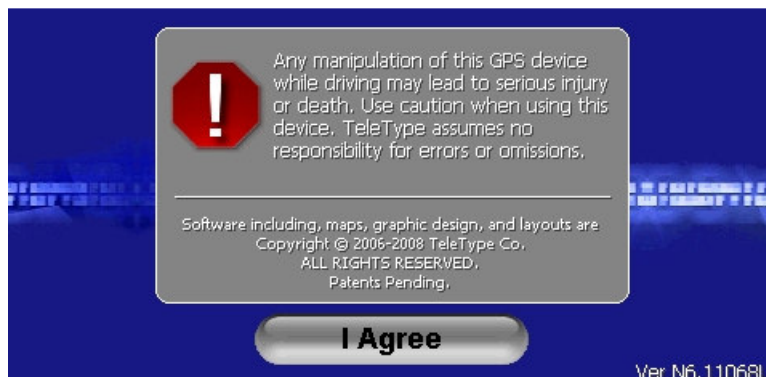 !
Any manipulation of this GPS device
while driving may lead to serious injury
or death. Use caution when using this
device. TeleType assumes no
responsibility for errors or omissions.
Software including, maps, graphic design, and layouts are
Copyright © 2006-2008 TeleType Co.
ALL RIGHTS RESERVED.
Patents Pending.
I Agree
Ver N6.11068L